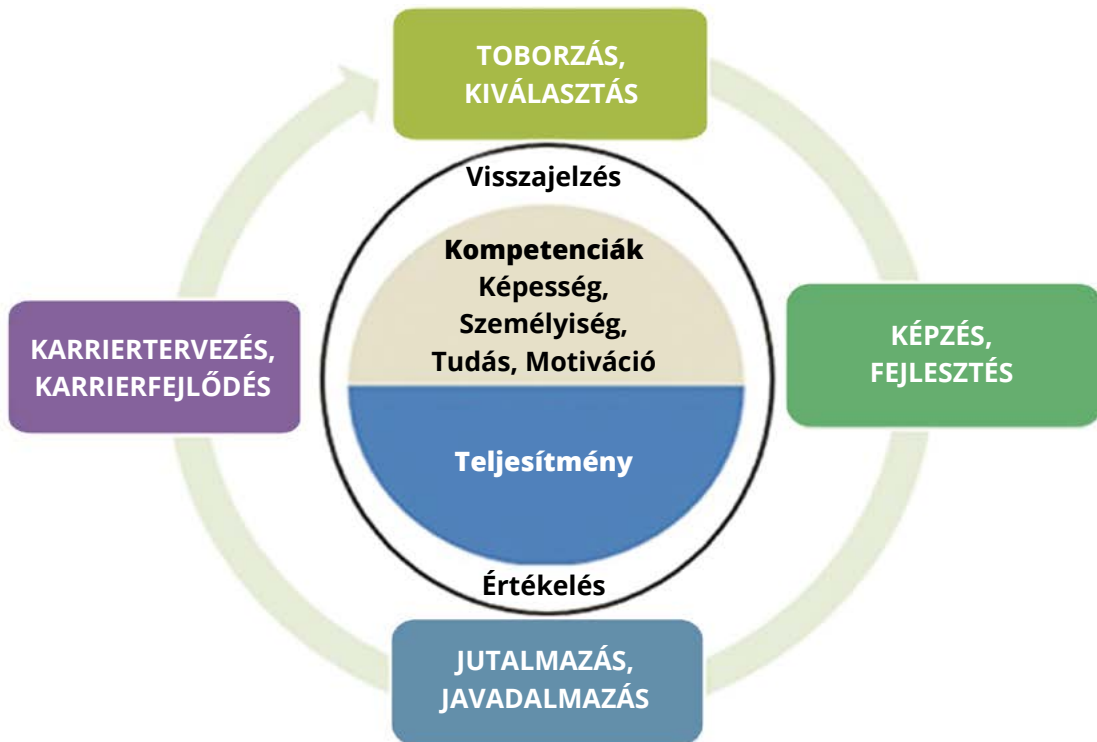 TOBORZÁS,
KIVÁLASZTÁS
Visszajelzés
Kompetenciák
Képesség,
Személyiség,
Tudás, Motiváció
KARRIERTERVEZÉS,
KARRIERFEJLŐDÉS
KÉPZÉS,
FEJLESZTÉS
Teljesítmény
Értékelés
JUTALMAZÁS,
JAVADALMAZÁS